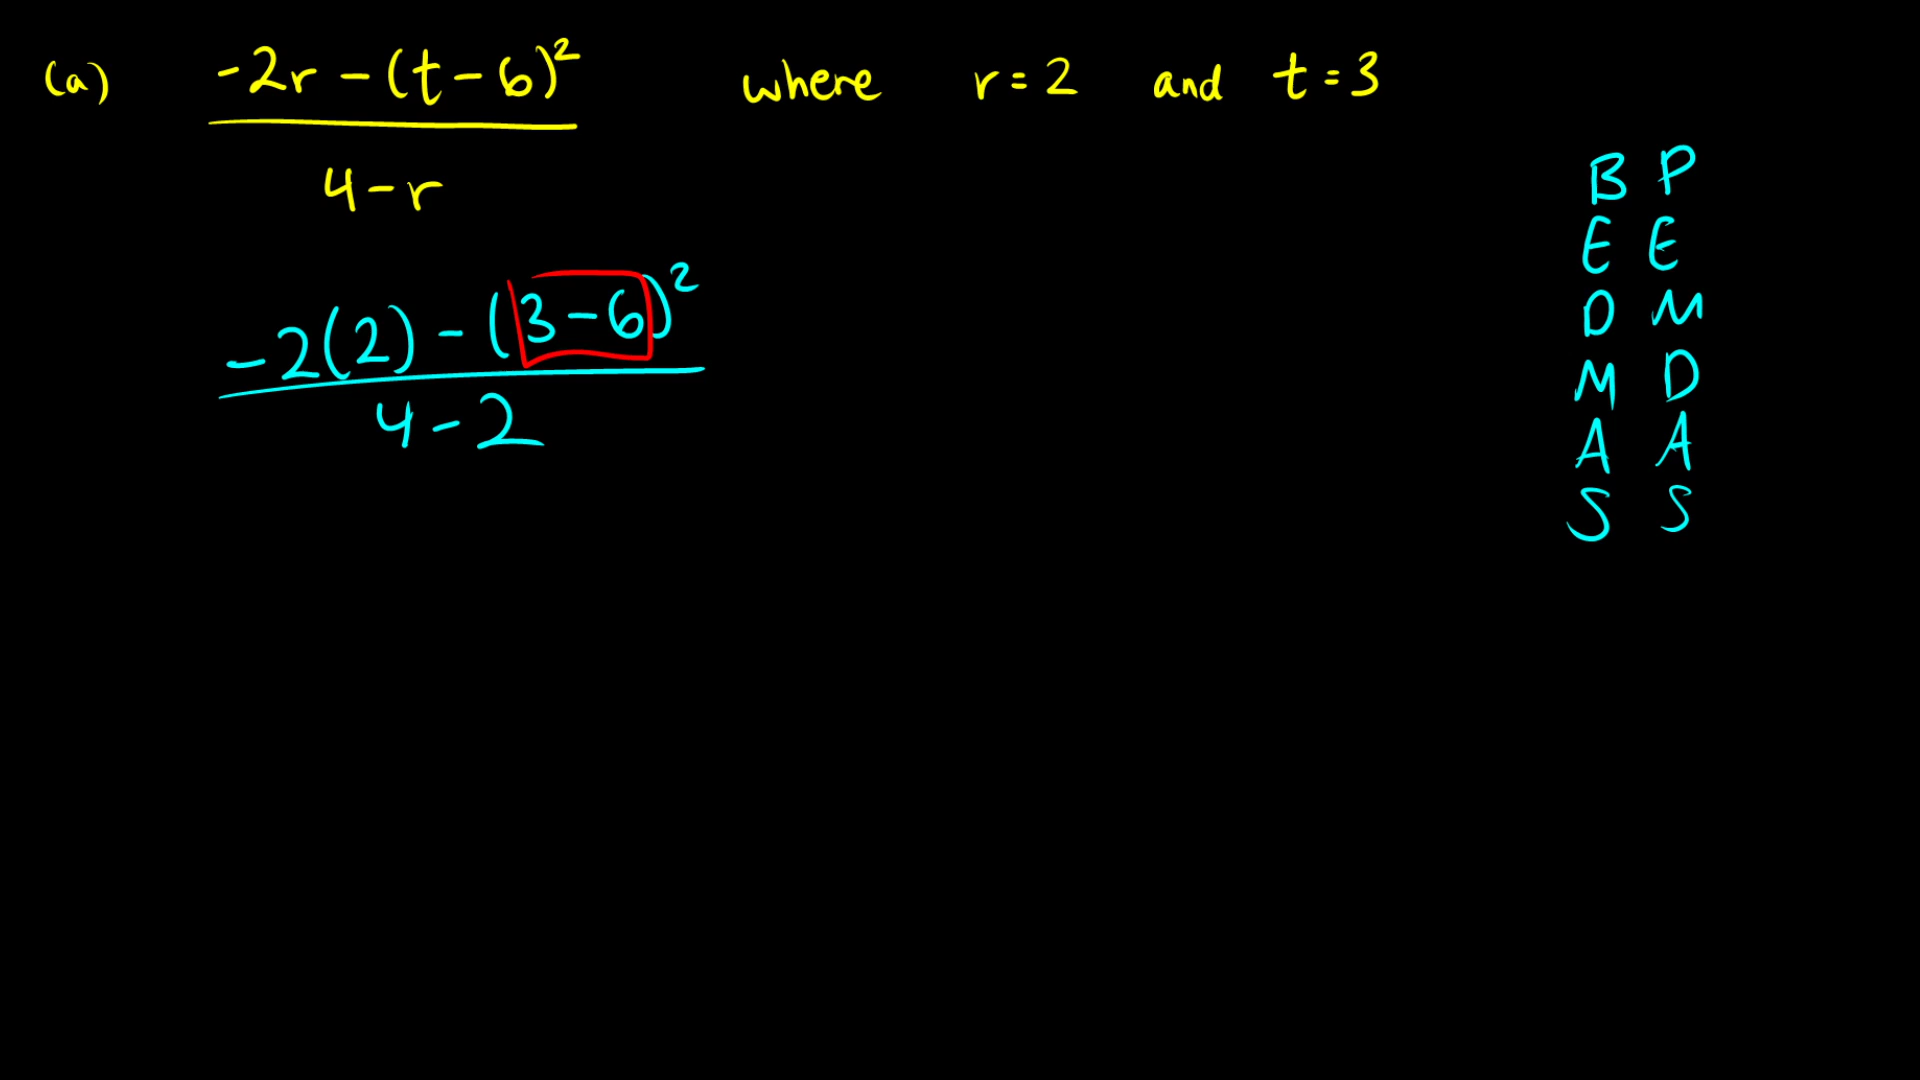 (a) -2r - (t - 6)² where r = 2 and t = 3
4 - r
-2(2) - (3 - 6)²
4 - 2
B P
E E
D M
M D
A A
S S